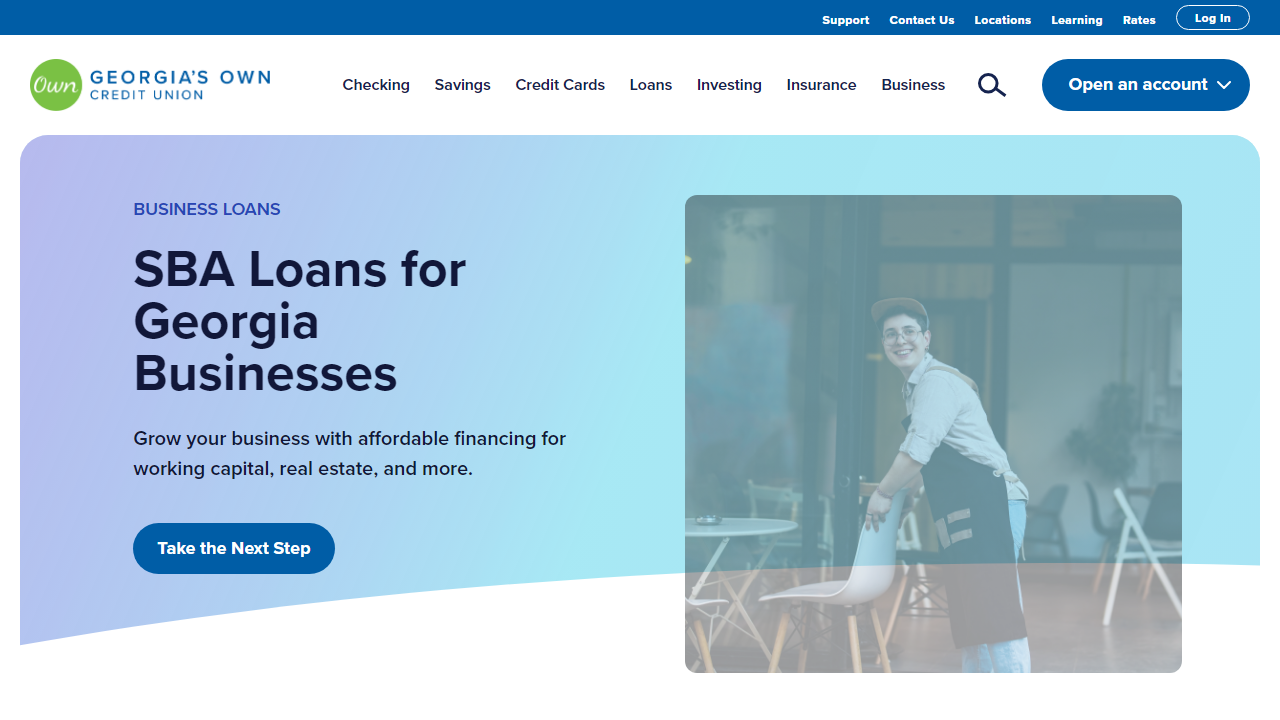 Support Contact Us Locations Learning Rates Log In
Own GEORGIA'S OWN
CREDIT UNION
Checking Savings Credit Cards Loans Investing Insurance Business Open an account
BUSINESS LOANS
SBA Loans for
Georgia
Businesses
Grow your business with affordable financing for
working capital, real estate, and more.
Take the Next Step